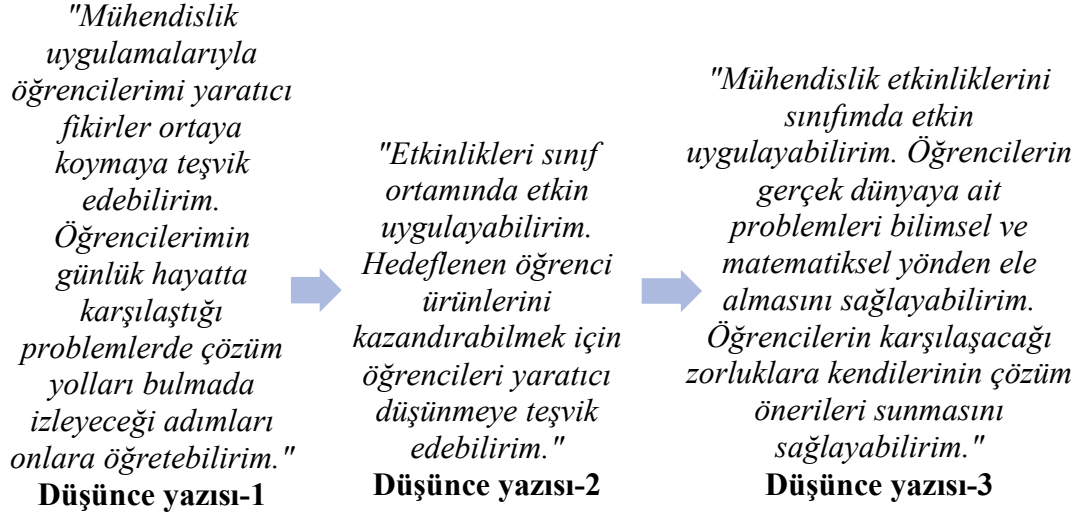 "Mühendislik
uygulamalarıyla
öğrencilerimi yaratıcı
fikirler ortaya
koymaya teşvik
edebilirim.
Öğrencilerimin
günlük hayatta
karşılaştığı
problemlerde çözüm
yolları bulmada
izleyeceği adımları
onlara öğretebilirim."
Düşünce yazısı-1
"Etkinlikleri sınıf
ortamında etkin
uygulayabilirim.
Hedeflenen öğrenci
ürünlerini
kazandırabilmek için
öğrencileri yaratıcı
düşünmeye teşvik
edebilirim."
Düşünce yazısı-2
"Mühendislik etkinliklerini
sınıfımda etkin
uygulayabilirim. Öğrencilerin
gerçek dünyaya ait
problemleri bilimsel ve
matematiksel yönden ele
almasını sağlayabilirim.
Öğrencilerin karşılaşacağı
zorluklara kendilerinin çözüm
önerileri sunmasını
sağlayabilirim."
Düşünce yazısı-3